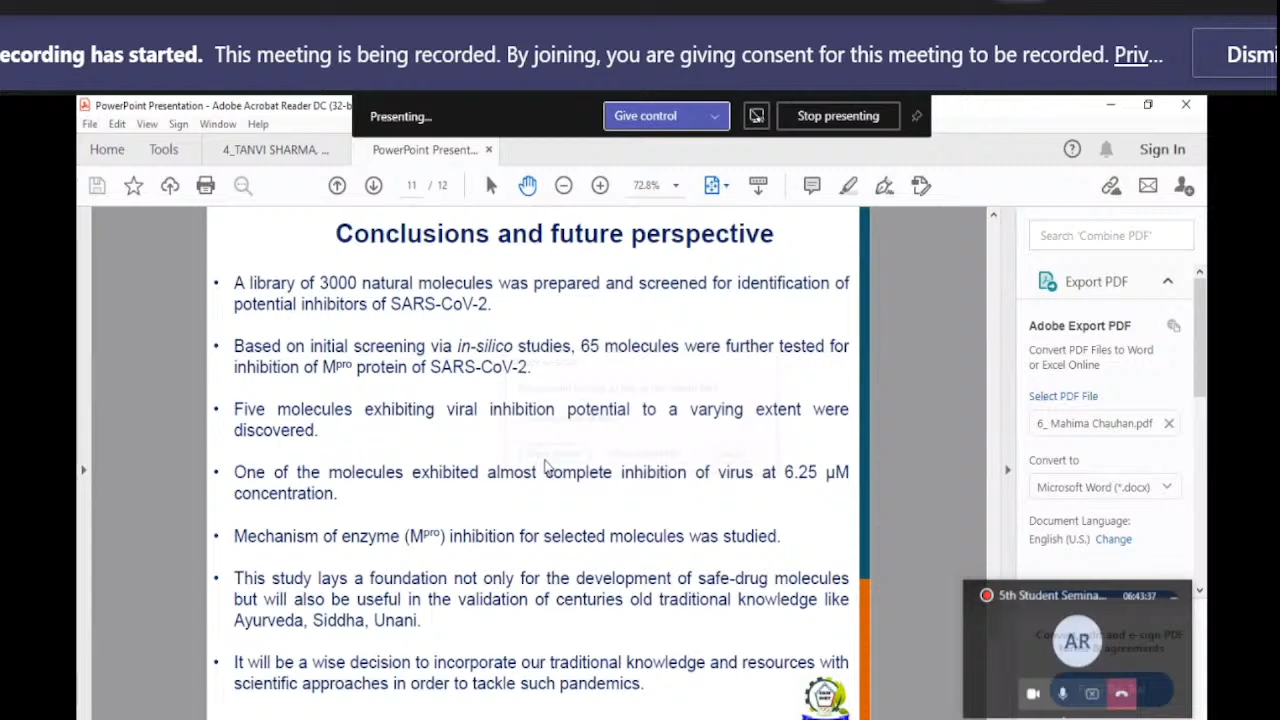 ecording has started. This meeting is being recorded. By joining, you are giving consent for this meeting to be recorded. Priv... Dismi
PowerPoint Presentation - Adobe Acrobat Reader DC (32-b
Presenting...
Give control
Stop presenting
File Edit View Sign Window Help
Home Tools 4_TANVI SHARMA, ... PowerPoint Present... × Sign In
11 / 12 72.8%
Conclusions and future perspective
• A library of 3000 natural molecules was prepared and screened for identification of
potential inhibitors of SARS-CoV-2.
• Based on initial screening via in-silico studies, 65 molecules were further tested for
inhibition of Mᵖʳᵒ protein of SARS-CoV-2.
• Five molecules exhibiting viral inhibition potential to a varying extent were
discovered.
• One of the molecules exhibited almost complete inhibition of virus at 6.25 µM
concentration.
• Mechanism of enzyme (Mᵖʳᵒ) inhibition for selected molecules was studied.
• This study lays a foundation not only for the development of safe-drug molecules
but will also be useful in the validation of centuries old traditional knowledge like
Ayurveda, Siddha, Unani.
• It will be a wise decision to incorporate our traditional knowledge and resources with
scientific approaches in order to tackle such pandemics.
Search 'Combine PDF'
Export PDF
Adobe Export PDF
Convert PDF Files to Word
or Excel Online
Select PDF File
6_ Mahima Chauhan.pdf
Convert to
Microsoft Word (*.docx)
Document Language:
English (U.S.) Change
5th Student Semina... 06:43:37
AR